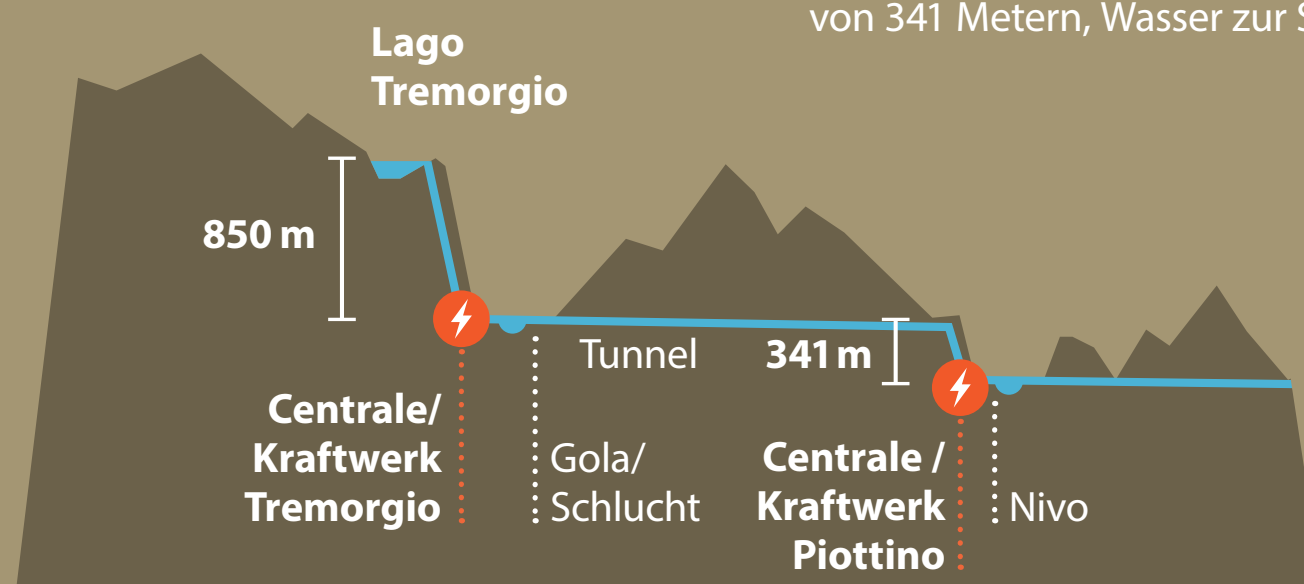 von 341 Metern, Wasser zur S
Lago
Tremorgio
850 m
Tunnel
341 m
Centrale/
Kraftwerk
Tremorgio
Gola/
Schlucht
Centrale /
Kraftwerk
Piottino
Nivo